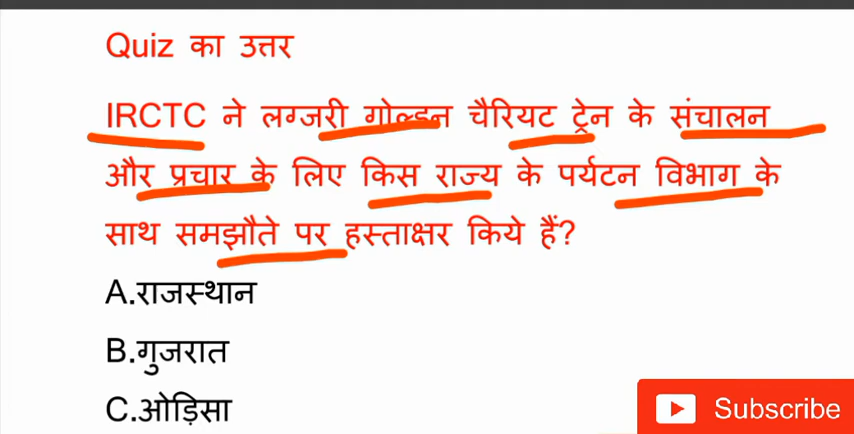 Quiz का उत्तर
IRCTC ने लग्जरी गोल्डन चैरियट ट्रेन के संचालन
और प्रचार के लिए किस राज्य के पर्यटन विभाग के
साथ समझौते पर हस्ताक्षर किये हैं?
A.राजस्थान
B.गुजरात
C.ओड़िसा
Subscribe